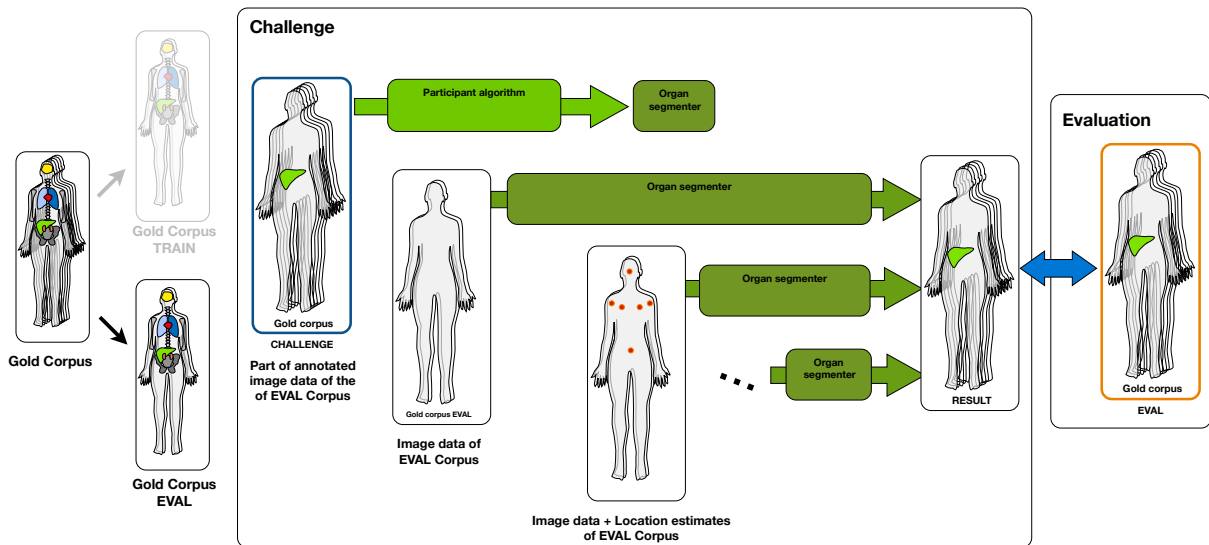 Challenge
Gold Corpus
TRAIN
Gold Corpus
Gold Corpus
EVAL
Participant algorithm
Organ
segmenter
Gold corpus
CHALLENGE
Part of annotated
image data of the
of EVAL Corpus
Organ segmenter
Gold corpus EVAL
Image data of
EVAL Corpus
Organ segmenter
Organ
segmenter
Image data + Location estimates
of EVAL Corpus
RESULT
Evaluation
Gold corpus
EVAL